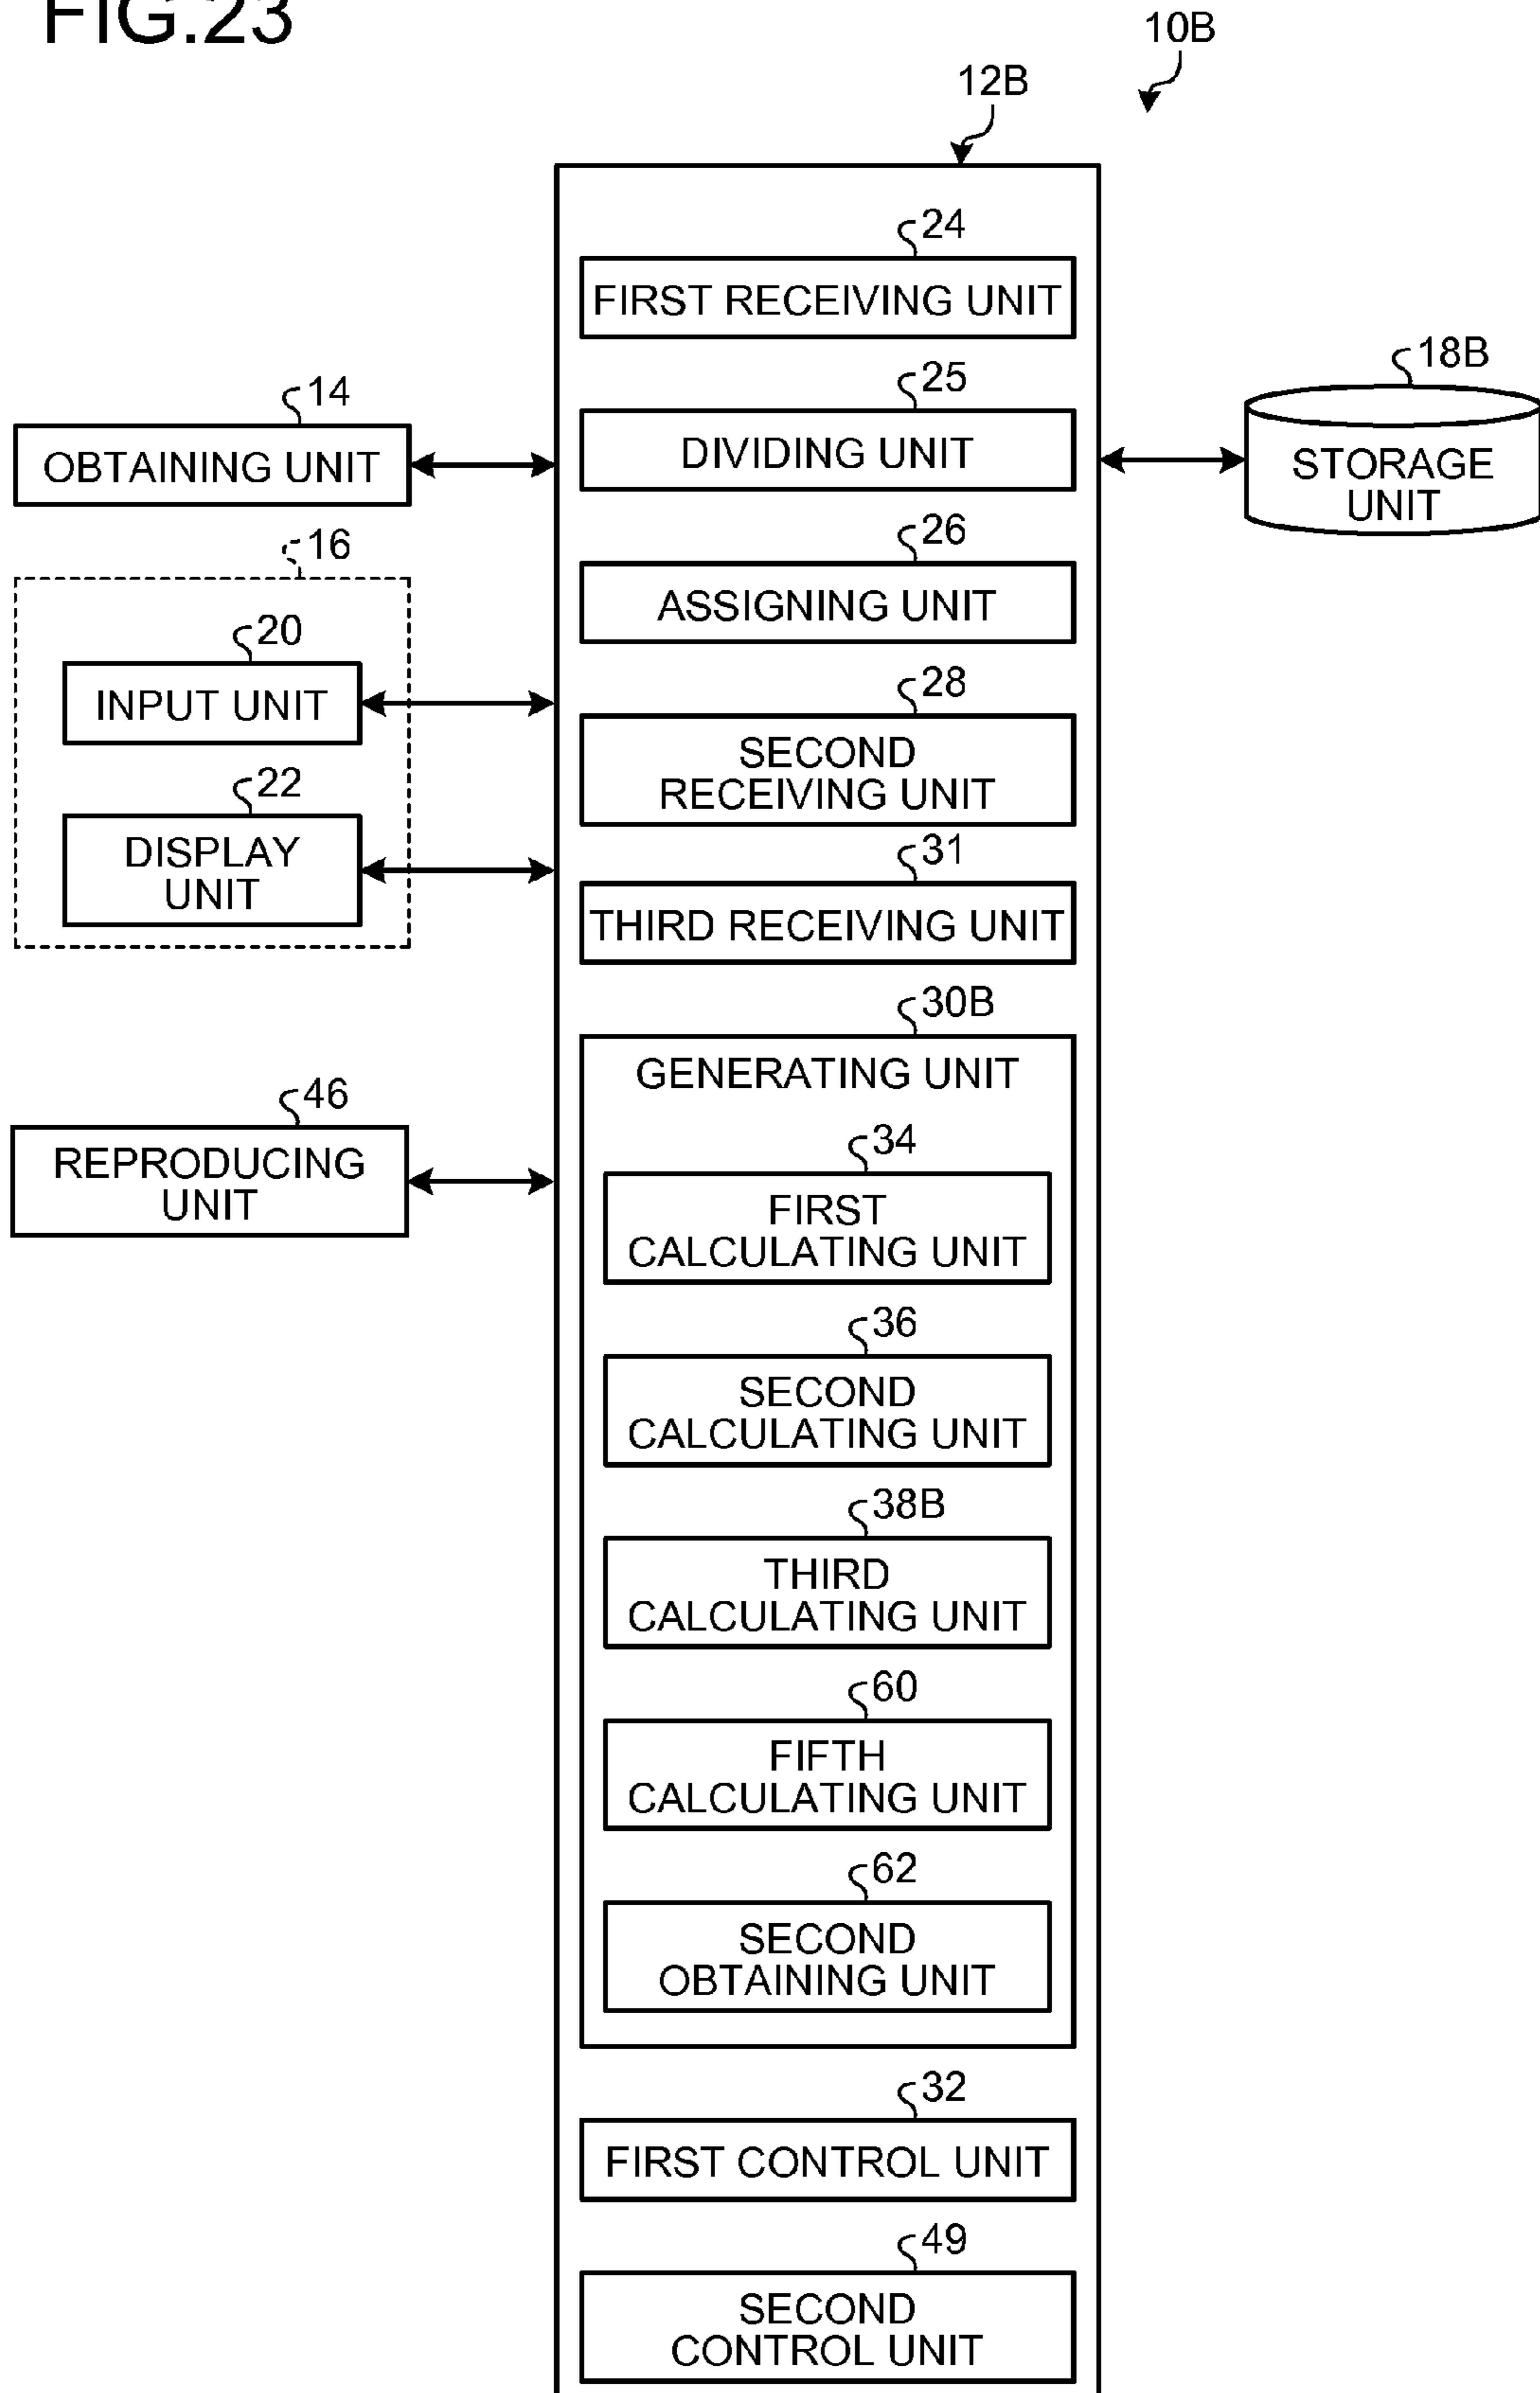 FIG.23
10B
12B
24
FIRST RECEIVING UNIT
18B
STORAGE
UNIT
14
OBTAINING UNIT
25
DIVIDING UNIT
16
26
ASSIGNING UNIT
20
INPUT UNIT
28
SECOND
RECEIVING UNIT
22
DISPLAY
UNIT
31
THIRD RECEIVING UNIT
30B
GENERATING UNIT
46
REPRODUCING
UNIT
34
FIRST
CALCULATING UNIT
36
SECOND
CALCULATING UNIT
38B
THIRD
CALCULATING UNIT
60
FIFTH
CALCULATING UNIT
62
SECOND
OBTAINING UNIT
32
FIRST CONTROL UNIT
49
SECOND
CONTROL UNIT